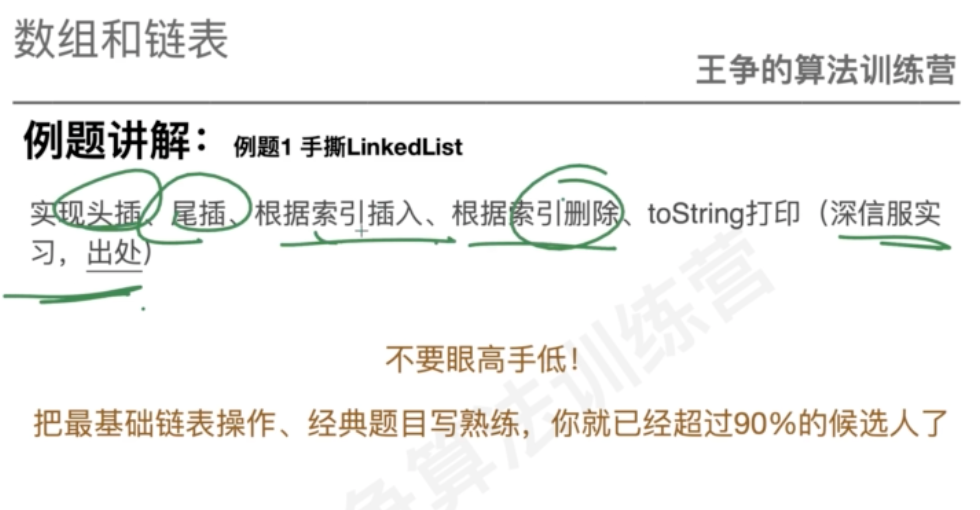 数组和链表
王争的算法训练营
例题讲解： 例题1 手撕LinkedList
实现头插、尾插、根据索引插入、根据索引删除、toString打印（深信服实
习，出处）
不要眼高手低！
把最基础链表操作、经典题目写熟练，你就已经超过90%的候选人了
争算法训练营